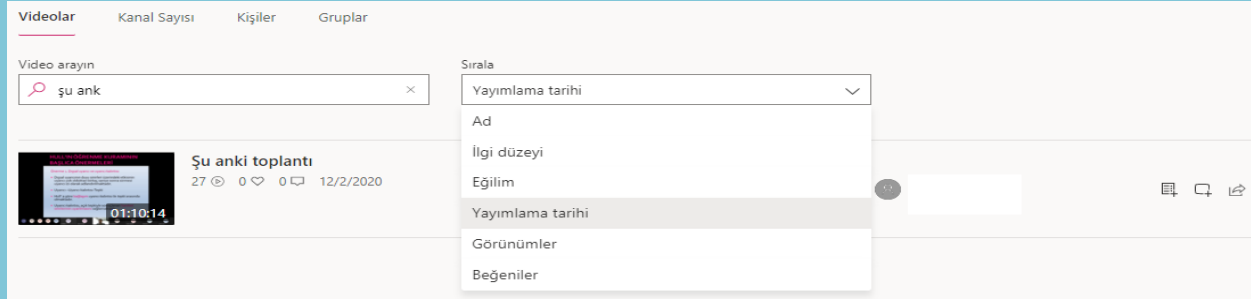 Videolar Kanal Sayısı Kişiler Gruplar
Video arayın Sırala
şu ank Yayımlama tarihi
Ad
İlgi düzeyi
Eğilim
Yayımlama tarihi
Görünümler
Beğeniler
Şu anki toplantı
27 0 0 12/2/2020
01:10:14